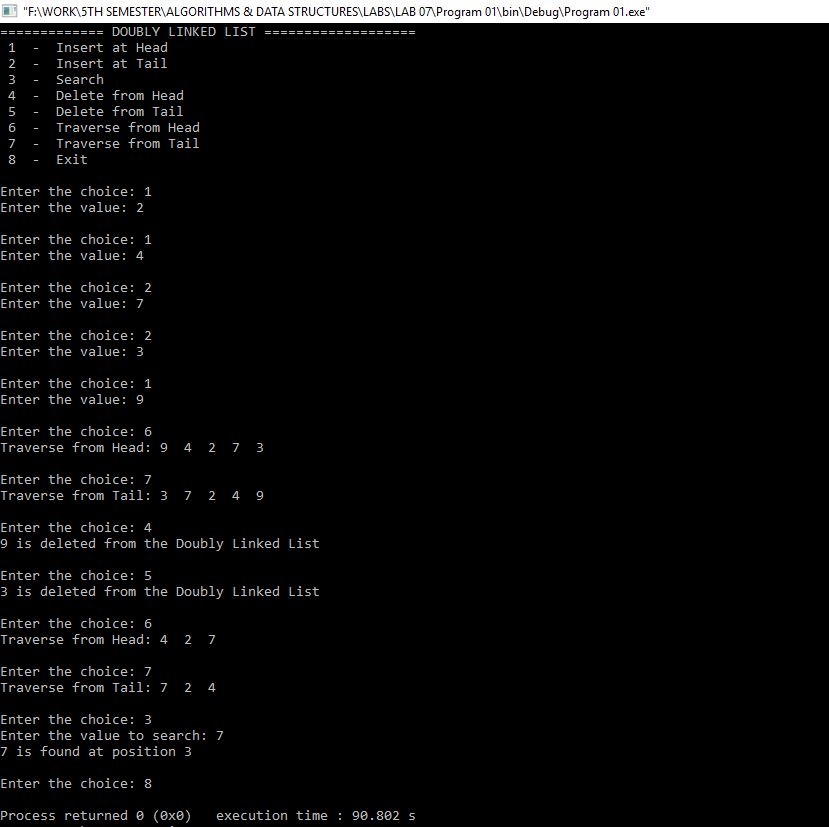 "F:\WORK\5TH SEMESTER\ALGORITHMS & DATA STRUCTURES\LABS\LAB 07\Program 01\bin\Debug\Program 01.exe"
============= DOUBLY LINKED LIST ===================
1 - Insert at Head
2 - Insert at Tail
3 - Search
4 - Delete from Head
5 - Delete from Tail
6 - Traverse from Head
7 - Traverse from Tail
8 - Exit
Enter the choice: 1
Enter the value: 2
Enter the choice: 1
Enter the value: 4
Enter the choice: 2
Enter the value: 7
Enter the choice: 2
Enter the value: 3
Enter the choice: 1
Enter the value: 9
Enter the choice: 6
Traverse from Head: 9 4 2 7 3
Enter the choice: 7
Traverse from Tail: 3 7 2 4 9
Enter the choice: 4
9 is deleted from the Doubly Linked List
Enter the choice: 5
3 is deleted from the Doubly Linked List
Enter the choice: 6
Traverse from Head: 4 2 7
Enter the choice: 7
Traverse from Tail: 7 2 4
Enter the choice: 3
Enter the value to search: 7
7 is found at position 3
Enter the choice: 8
Process returned 0 (0x0) execution time : 90.802 s